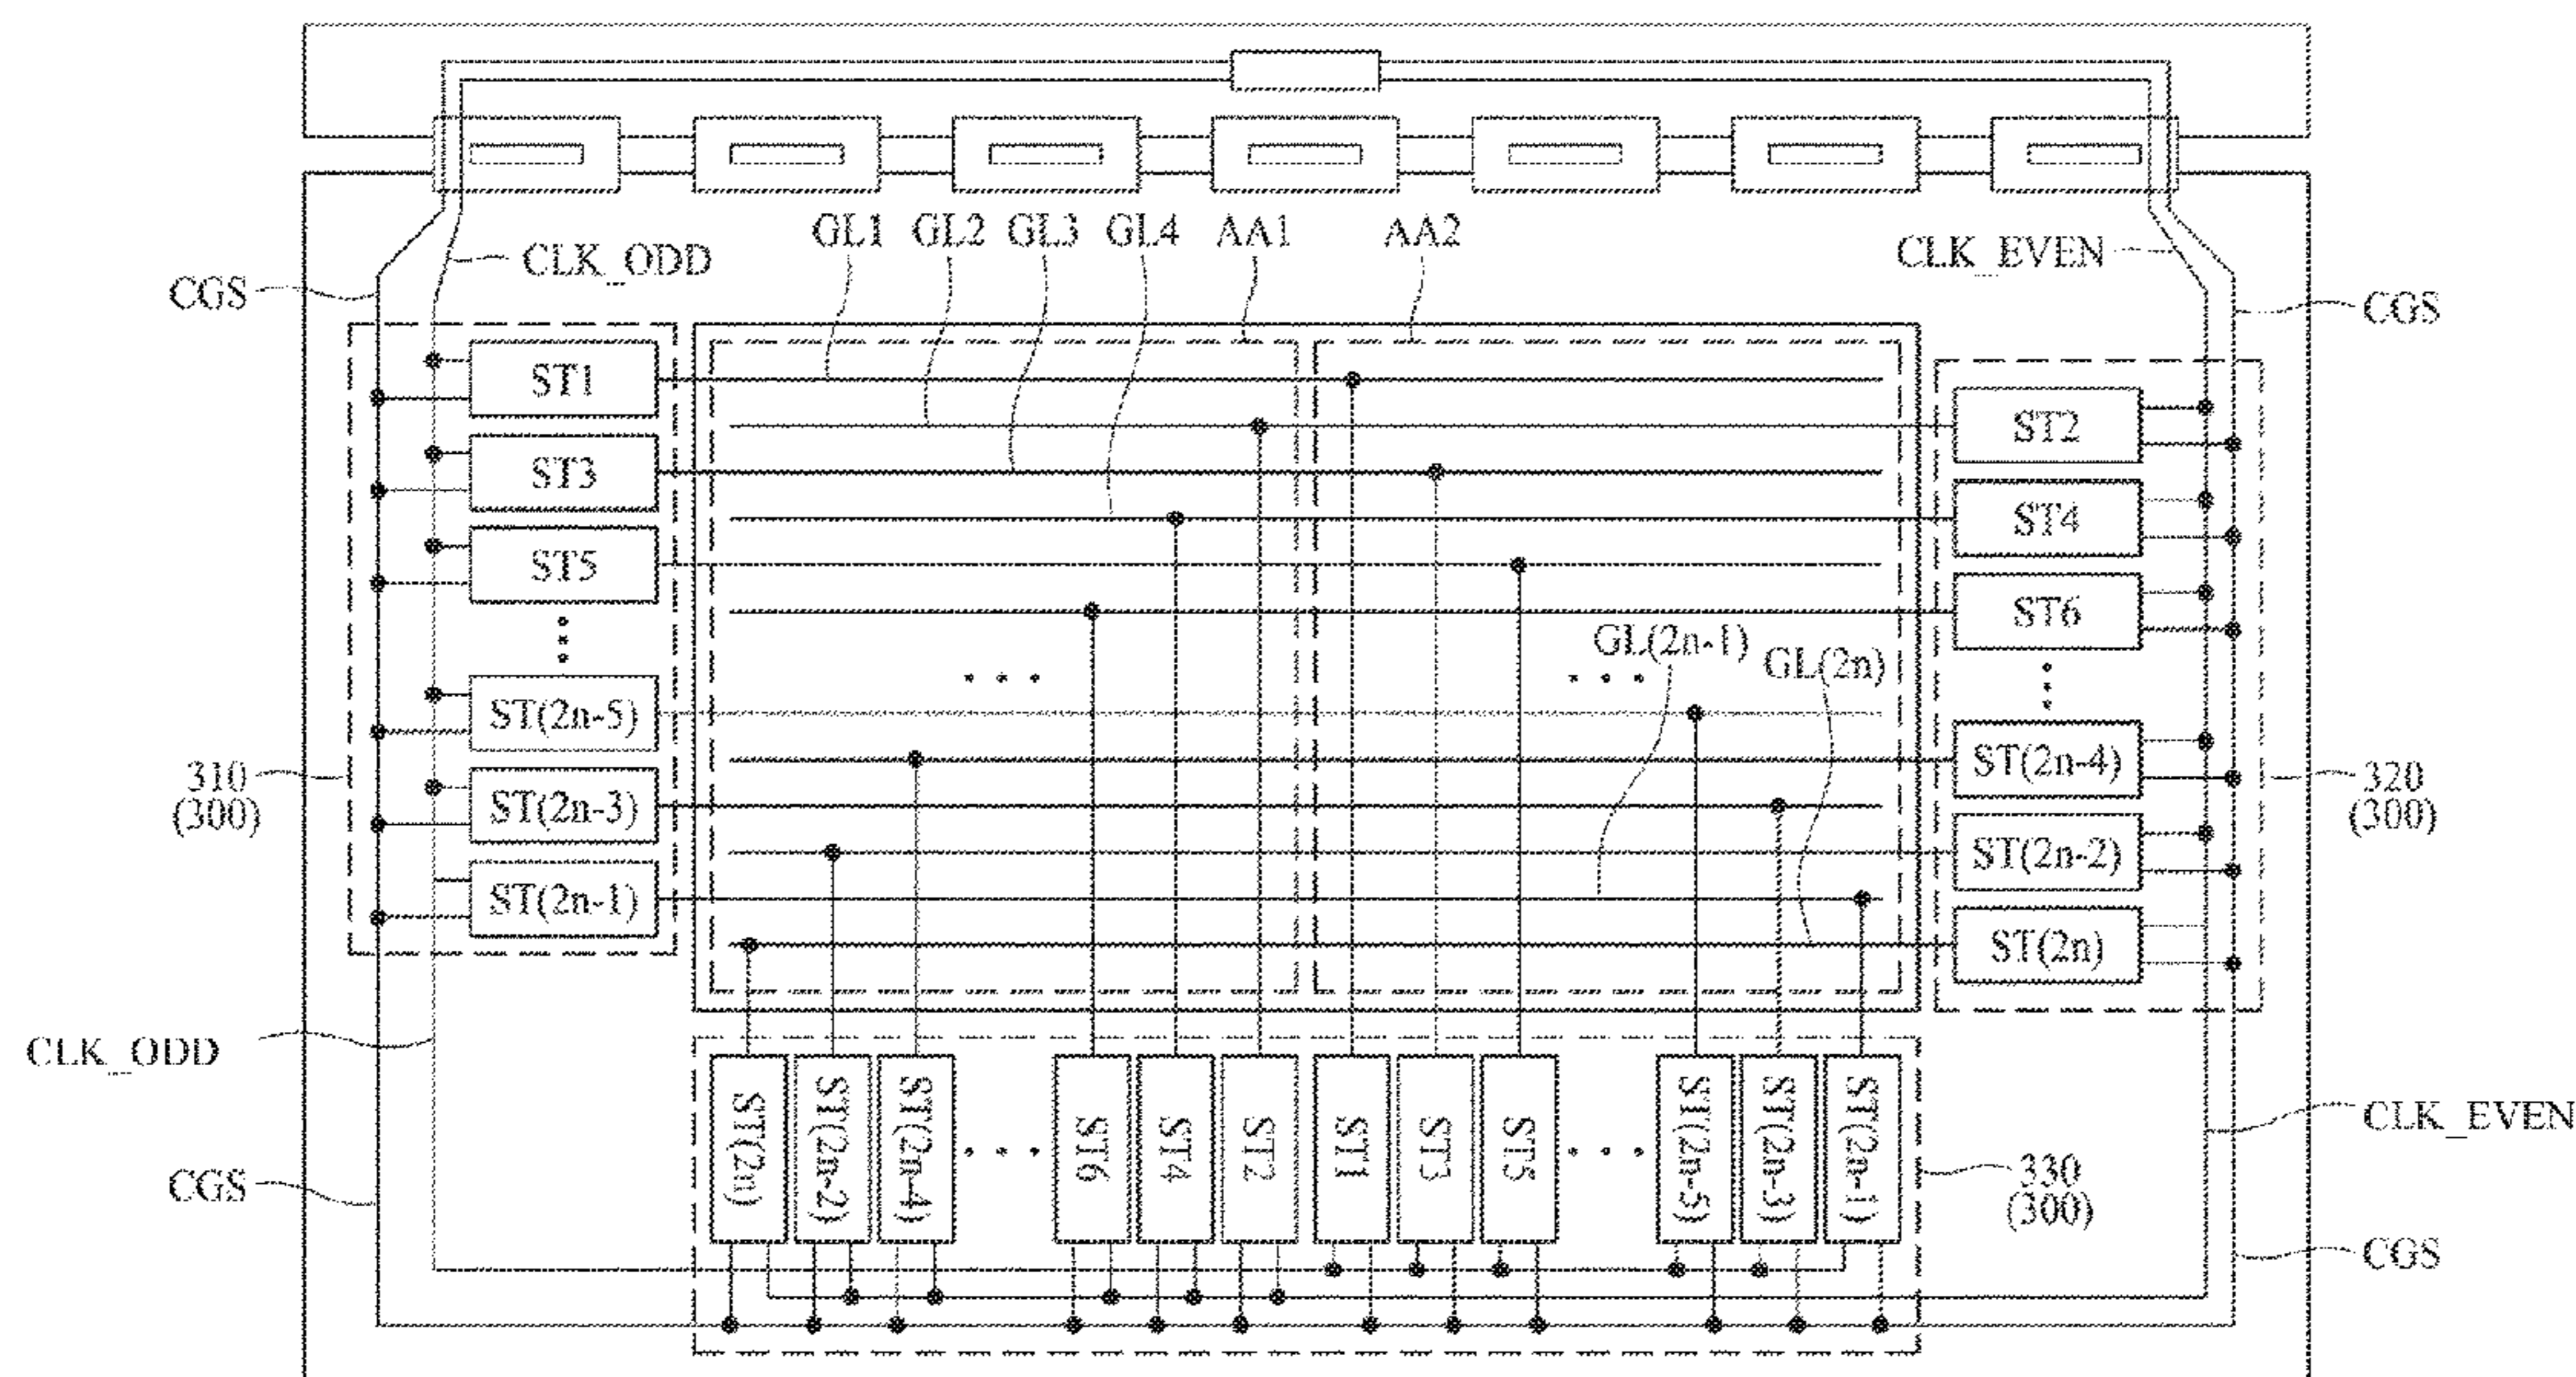 GL1 GL2 GL3 GL4 AA1 AA2
CLK_ODD
CLK_EVEN
CGS
CGS
ST1
ST2
ST3
ST4
ST5
ST6
GL(2n-1)
GL(2n)
ST(2n-5)
ST(2n-4)
310
(300)
320
(300)
ST(2n-3)
ST(2n-2)
ST(2n-1)
ST(2n)
CLK_ODD
CLK_EVEN
CGS
ST(2n)
ST(2n-2)
ST(2n-4)
ST6
ST4
ST2
ST1
ST3
ST5
ST(2n-5)
ST(2n-3)
ST(2n-1)
330
(300)
CGS